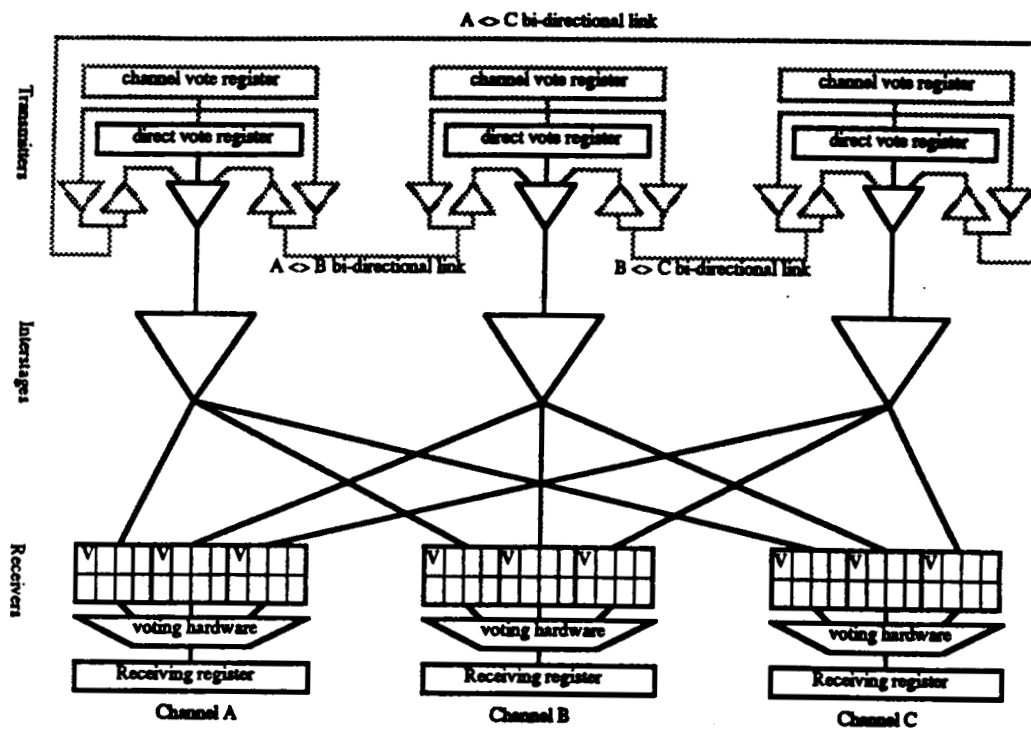 A <> C bi-directional link
Transmitters
channel vote register
channel vote register
channel vote register
direct vote register
direct vote register
direct vote register
A <> B bi-directional link
B <> C bi-directional link
Interstages
Receivers
V V V
V V V
V V V
voting hardware
voting hardware
voting hardware
Receiving register
Receiving register
Receiving register
Channel A
Channel B
Channel C